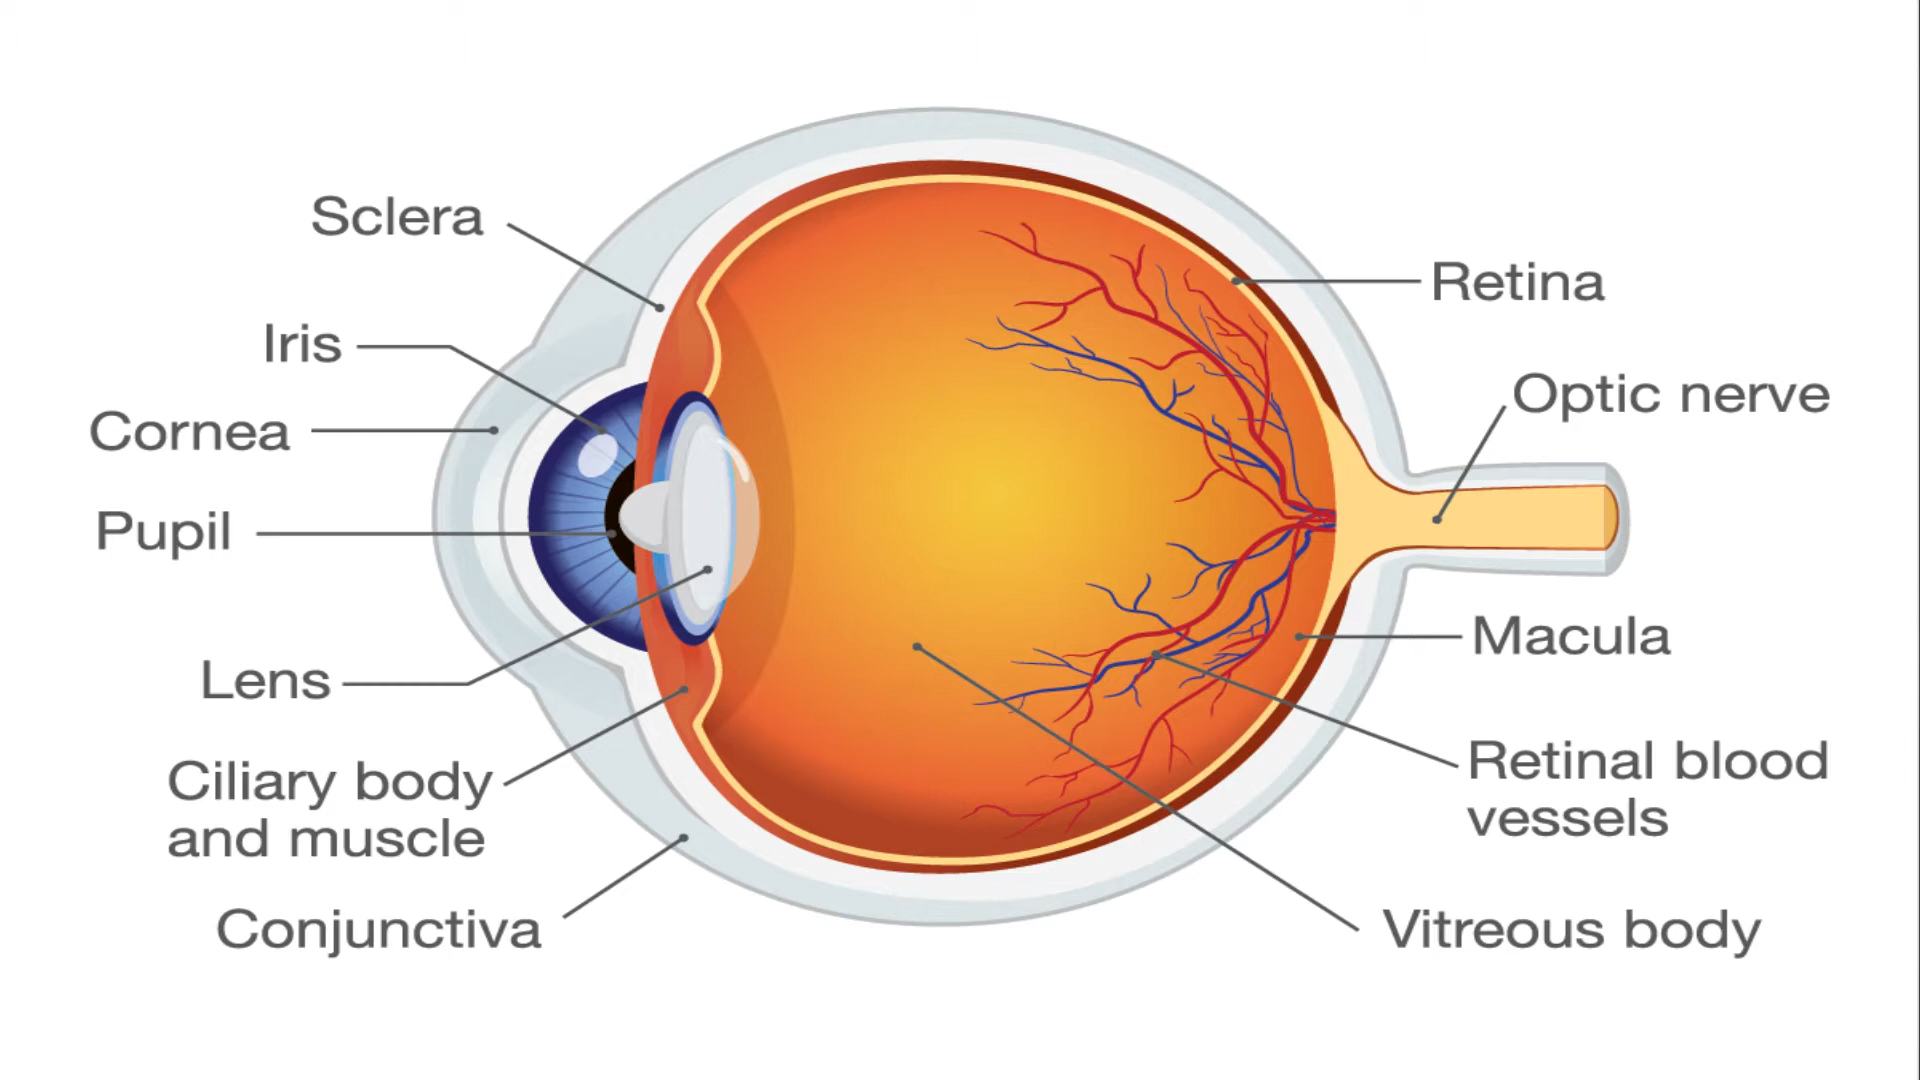 Sclera
Iris
Cornea
Pupil
Lens
Ciliary body
and muscle
Conjunctiva
Retina
Optic nerve
Macula
Retinal blood
vessels
Vitreous body